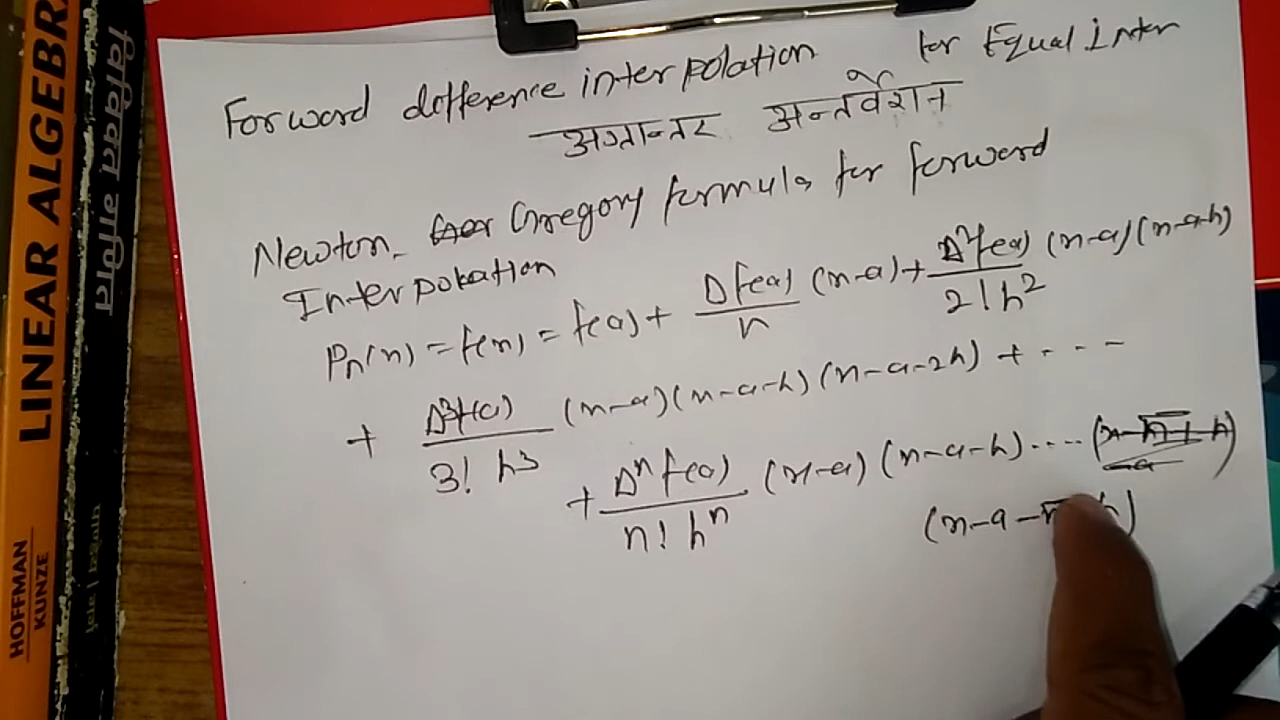 LINEAR ALGEBRA
HOFFMAN
KUNZE
विविक्त गणित
Forward difference interpolation for Equal inter
अग्रान्तर अन्तर्वेशन
Newton- Gregory formula for forward
Interpolation
Pn(x) = f(x) = f(a) + Δf(a)/h (x-a) + Δ²f(a)/2!h² (x-a)(x-a-h)
+ Δ³f(a)/3! h³ (x-a)(x-a-h)(x-a-2h) + ----
+ Δⁿf(a)/n! hⁿ (x-a)(x-a-h)....
(x-a-